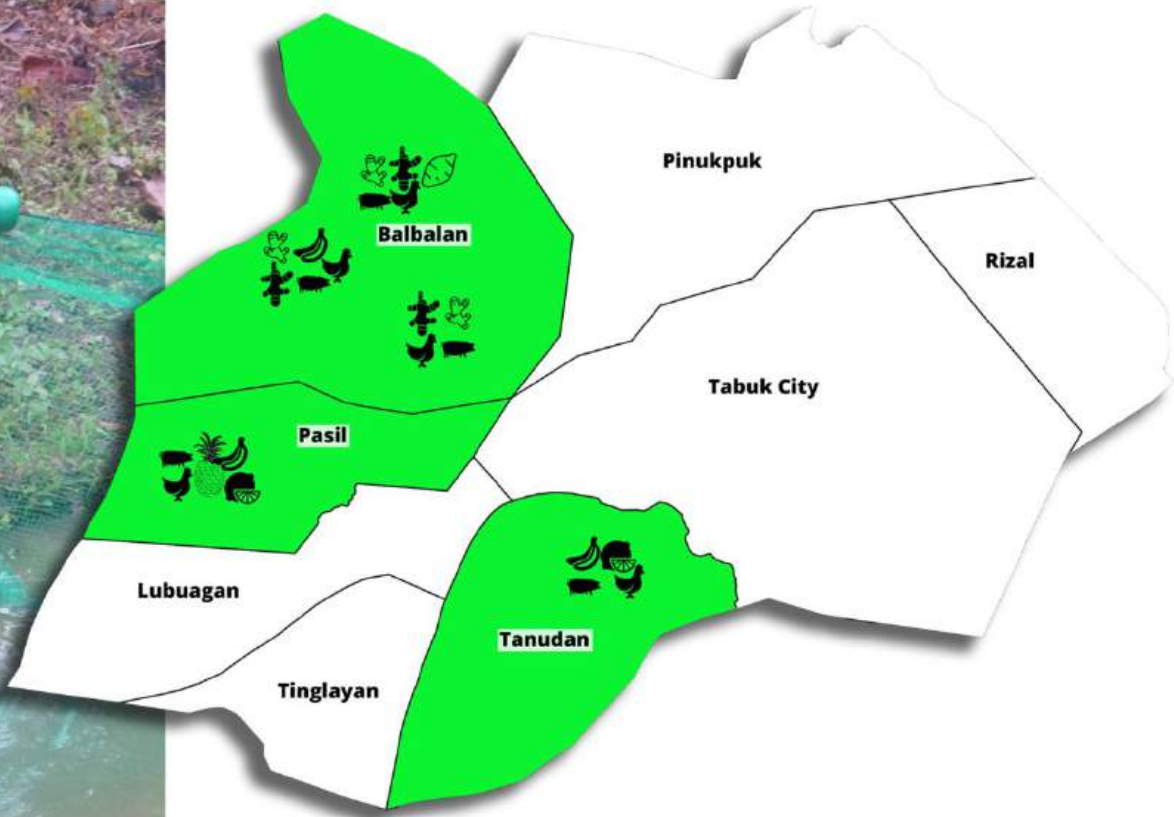 Pinukpuk
Balbalan
Rizal
Tabuk City
Pasil
Lubuagan
Tanudan
Tinglayan